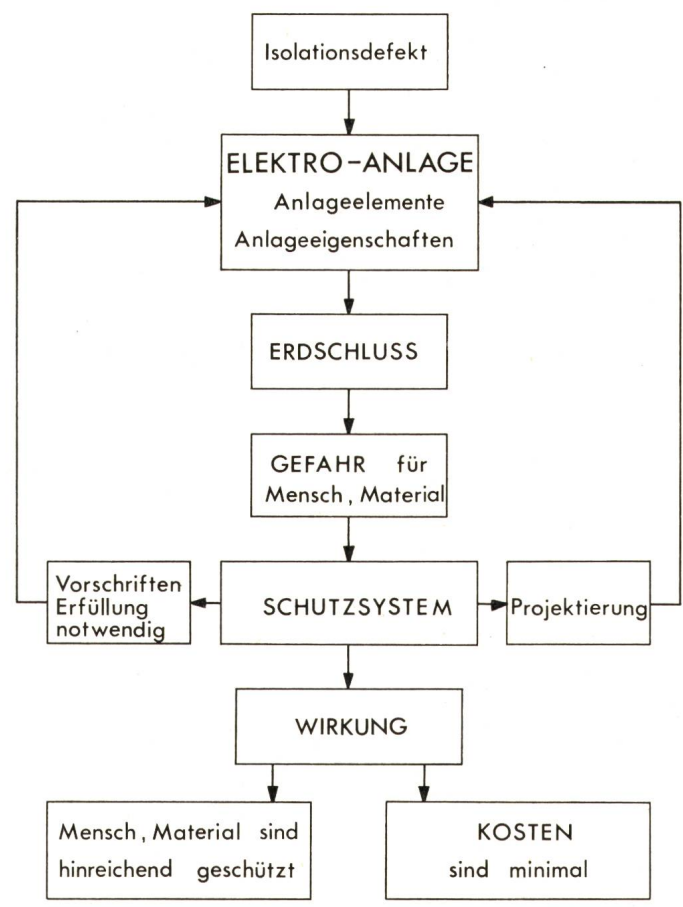 Isolationsdefekt
ELEKTRO-ANLAGE
Anlageelemente
Anlageeigenschaften
ERDSCHLUSS
GEFAHR für
Mensch, Material
Vorschriften
Erfüllung
notwendig
SCHUTZSYSTEM
Projektierung
WIRKUNG
Mensch, Material sind
hinreichend geschützt
KOSTEN
sind minimal